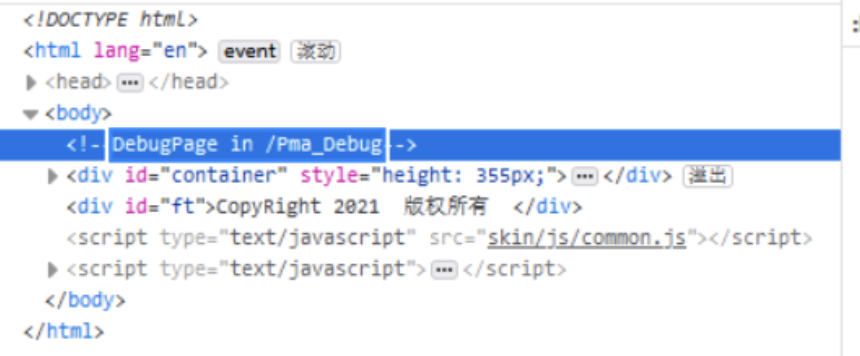 <!DOCTYPE html>
<html lang="en"> event 滚动
<head> ••• </head>
<body>
<!-- DebugPage in /Pma_Debug -->
<div id="container" style="height: 355px;"> ••• </div> 溢出
<div id="ft">CopyRight 2021 版权所有 </div>
<script type="text/javascript" src="skin/js/common.js"></script>
<script type="text/javascript"> ••• </script>
</body>
</html>